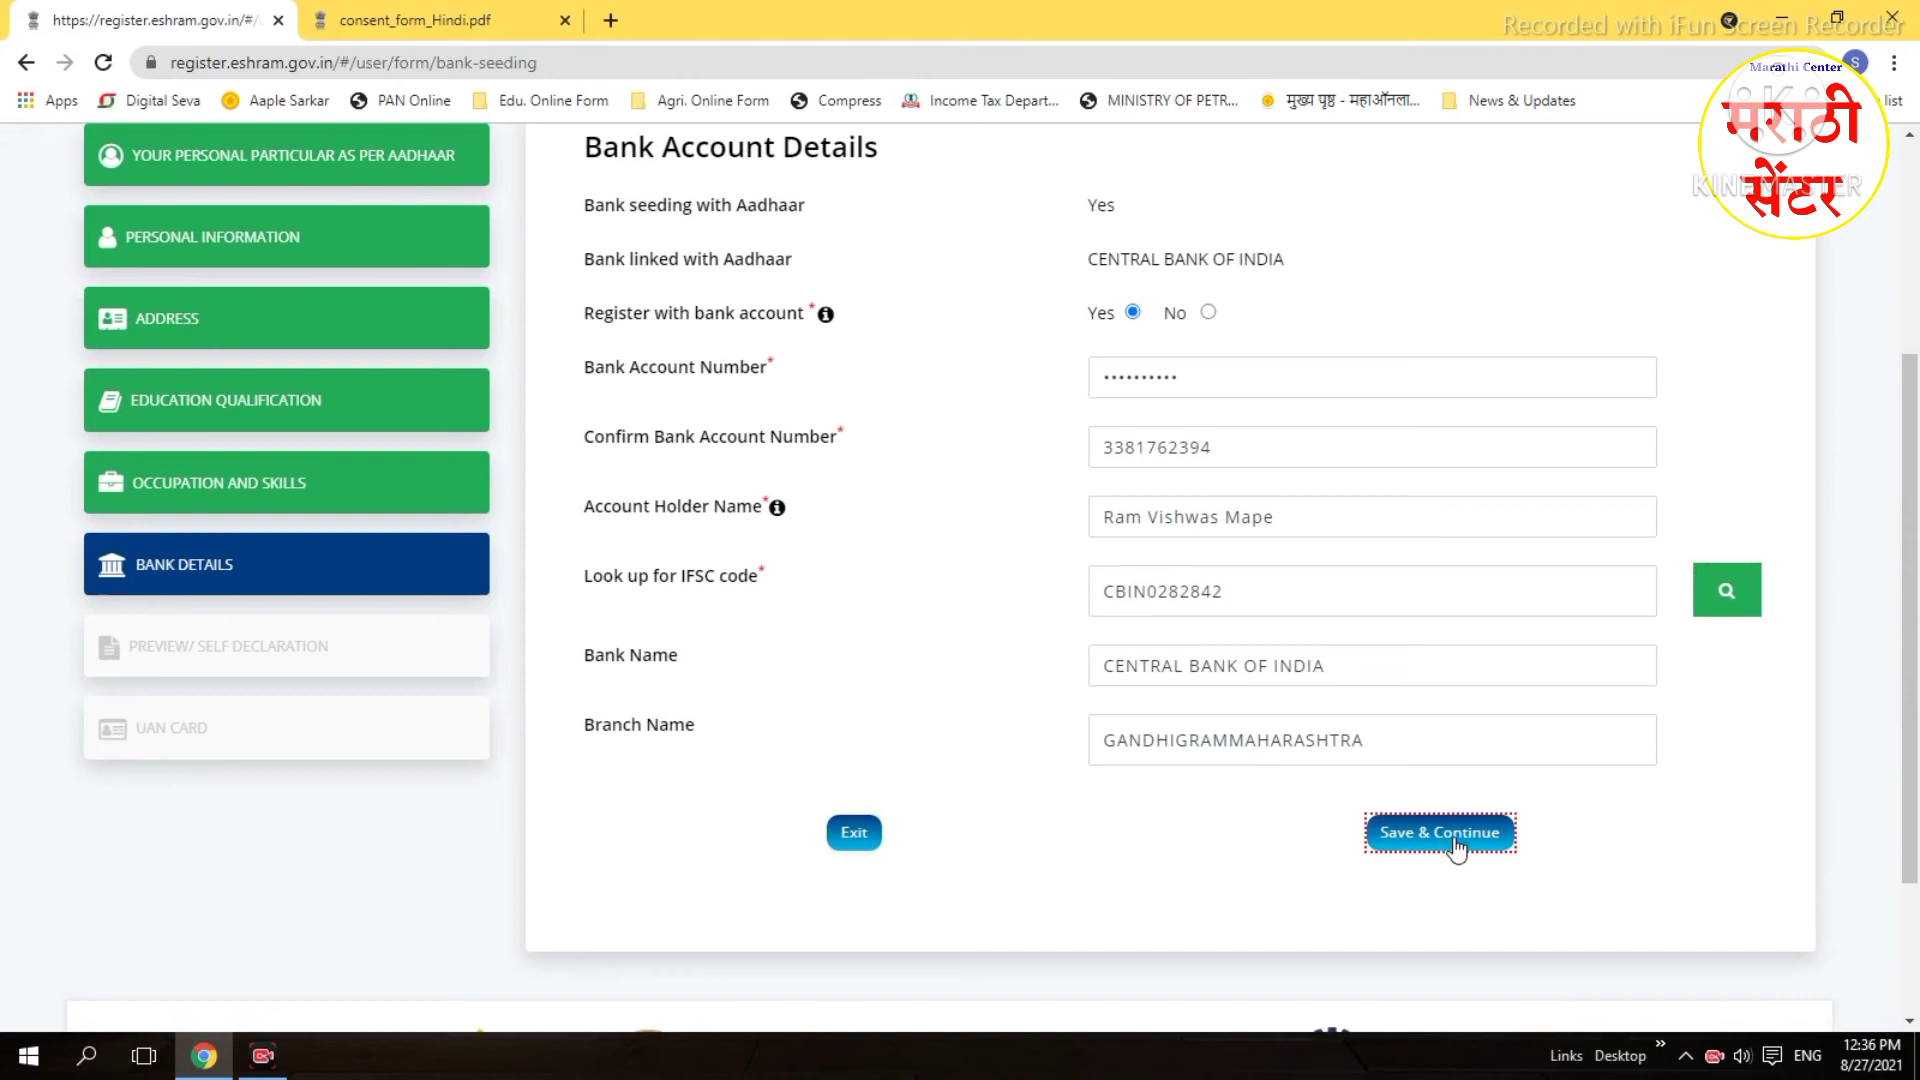 https://register.eshram.gov.in/#/
consent_form_Hindi.pdf
Recorded with iFun Screen Recorder
register.eshram.gov.in/#/user/form/bank-seeding
S
Apps
Digital Seva
Aaple Sarkar
PAN Online
Edu. Online Form
Agri. Online Form
Compress
Income Tax Depart...
MINISTRY OF PETR...
मुख्य पृष्ठ - महाऑनला...
News & Updates
list
Marathi Center
K
मराठी
सेंटर
KINEMASTER
YOUR PERSONAL PARTICULAR AS PER AADHAAR
PERSONAL INFORMATION
ADDRESS
EDUCATION QUALIFICATION
OCCUPATION AND SKILLS
BANK DETAILS
PREVIEW/ SELF DECLARATION
UAN CARD
Bank Account Details
Bank seeding with Aadhaar Yes
Bank linked with Aadhaar CENTRAL BANK OF INDIA
Register with bank account * Yes No
Bank Account Number* ••••••••••
Confirm Bank Account Number* 3381762394
Account Holder Name* Ram Vishwas Mape
Look up for IFSC code* CBIN0282842
Bank Name CENTRAL BANK OF INDIA
Branch Name GANDHIGRAMMAHARASHTRA
Exit Save & Continue
Links Desktop » ENG 12:36 PM
8/27/2021